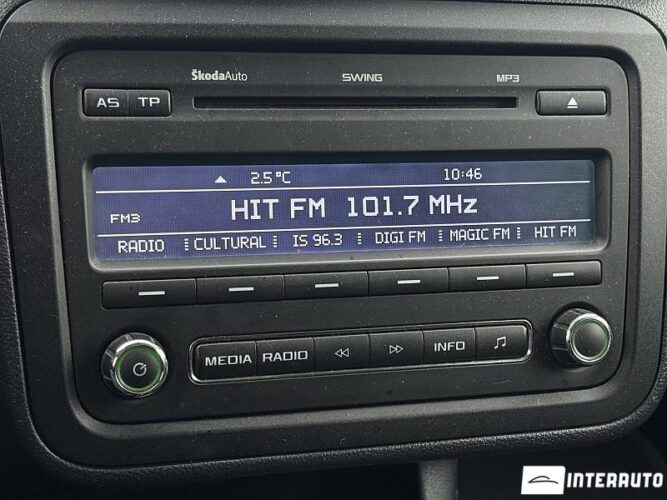 ŠkodaAuto SWING MP3
AS TP
2.5°C 10:46
HIT FM 101.7 MHz
FM3
RADIO CULTURAL IS 96.3 DIGI FM MAGIC FM HIT FM
MEDIA RADIO INFO
INTERAUTO